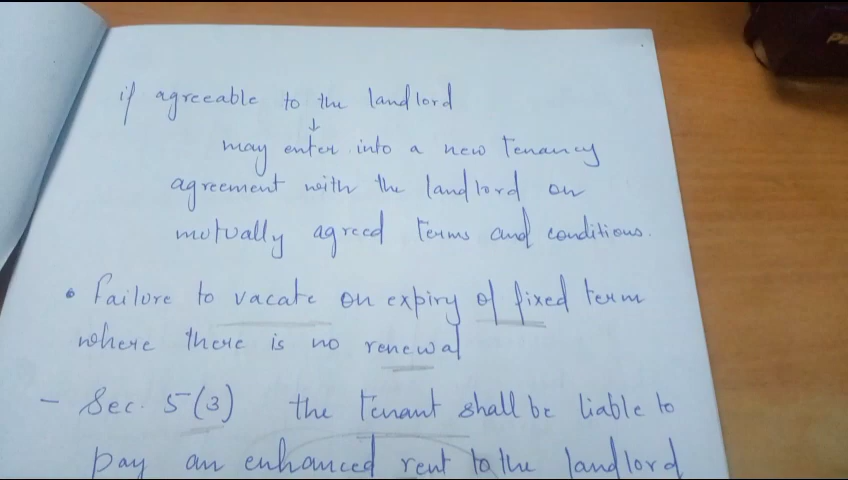 if agreeable to the landlord
↓
may enter into a new tenancy
agreement with the landlord on
mutually agreed terms and conditions.
• Failure to vacate on expiry of fixed term
where there is no renewal
- Sec. 5(3) the tenant shall be liable to
pay an enhanced rent to the landlord